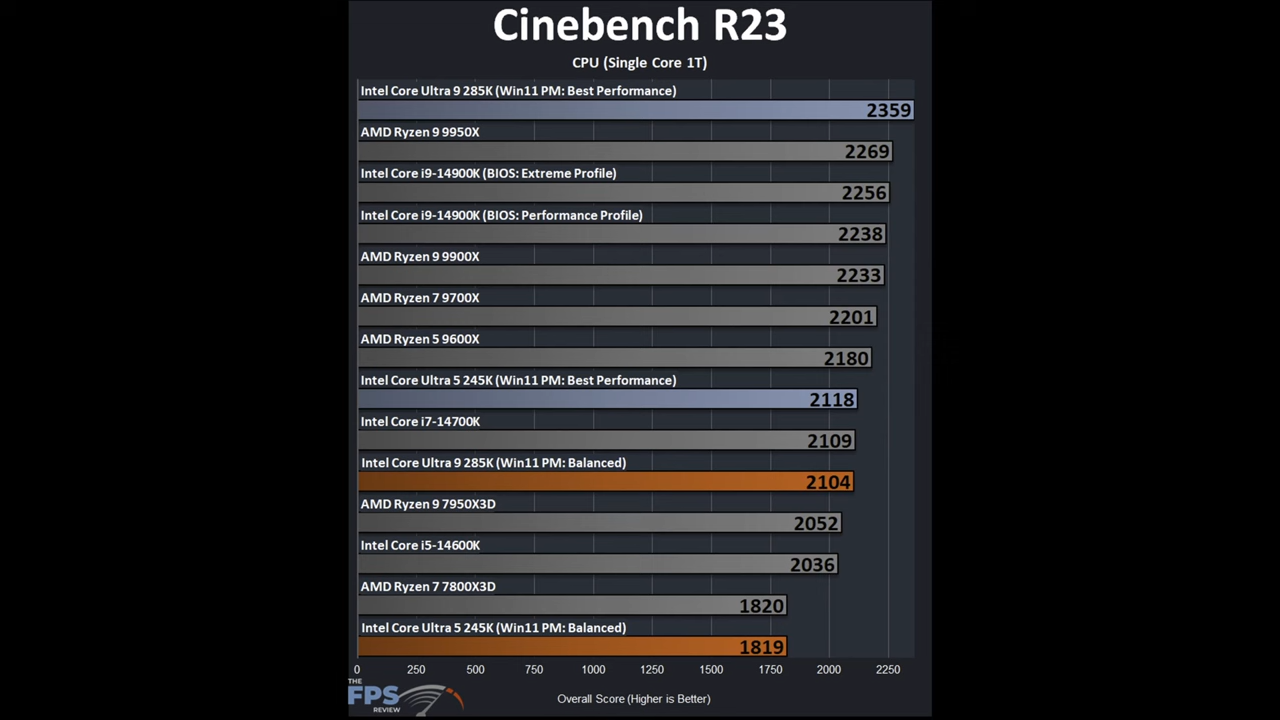 Cinebench R23
CPU (Single Core 1T)
Intel Core Ultra 9 285K (Win11 PM: Best Performance)
2359
AMD Ryzen 9 9950X
2269
Intel Core i9-14900K (BIOS: Extreme Profile)
2256
Intel Core i9-14900K (BIOS: Performance Profile)
2238
AMD Ryzen 9 9900X
2233
AMD Ryzen 7 9700X
2201
AMD Ryzen 5 9600X
2180
Intel Core Ultra 5 245K (Win11 PM: Best Performance)
2118
Intel Core i7-14700K
2109
Intel Core Ultra 9 285K (Win11 PM: Balanced)
2104
AMD Ryzen 9 7950X3D
2052
Intel Core i5-14600K
2036
AMD Ryzen 7 7800X3D
1820
Intel Core Ultra 5 245K (Win11 PM: Balanced)
1819
0 250 500 750 1000 1250 1500 1750 2000 2250
Overall Score (Higher is Better)
THE
FPS
REVIEW